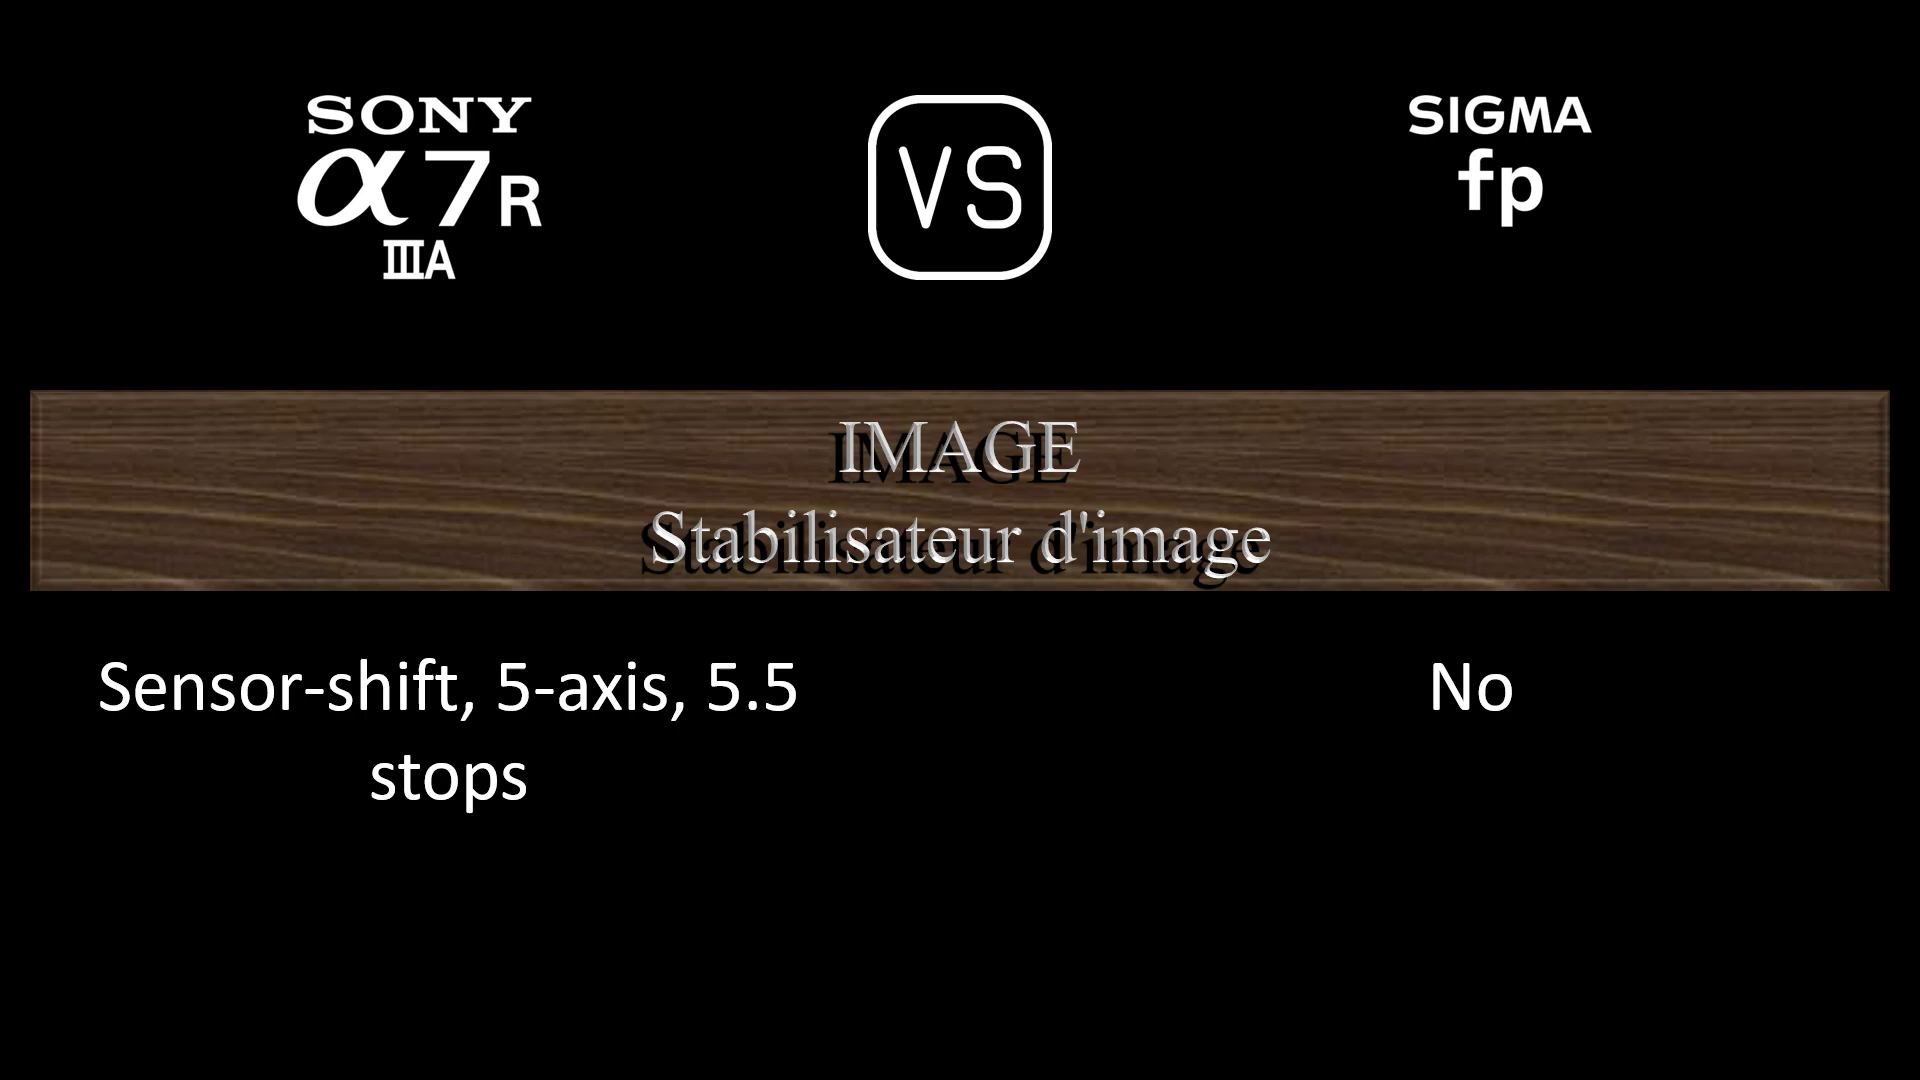 SONY
α7R
IIIA
VS
SIGMA
fp
IMAGE
Stabilisateur d'image
Sensor-shift, 5-axis, 5.5
stops
No